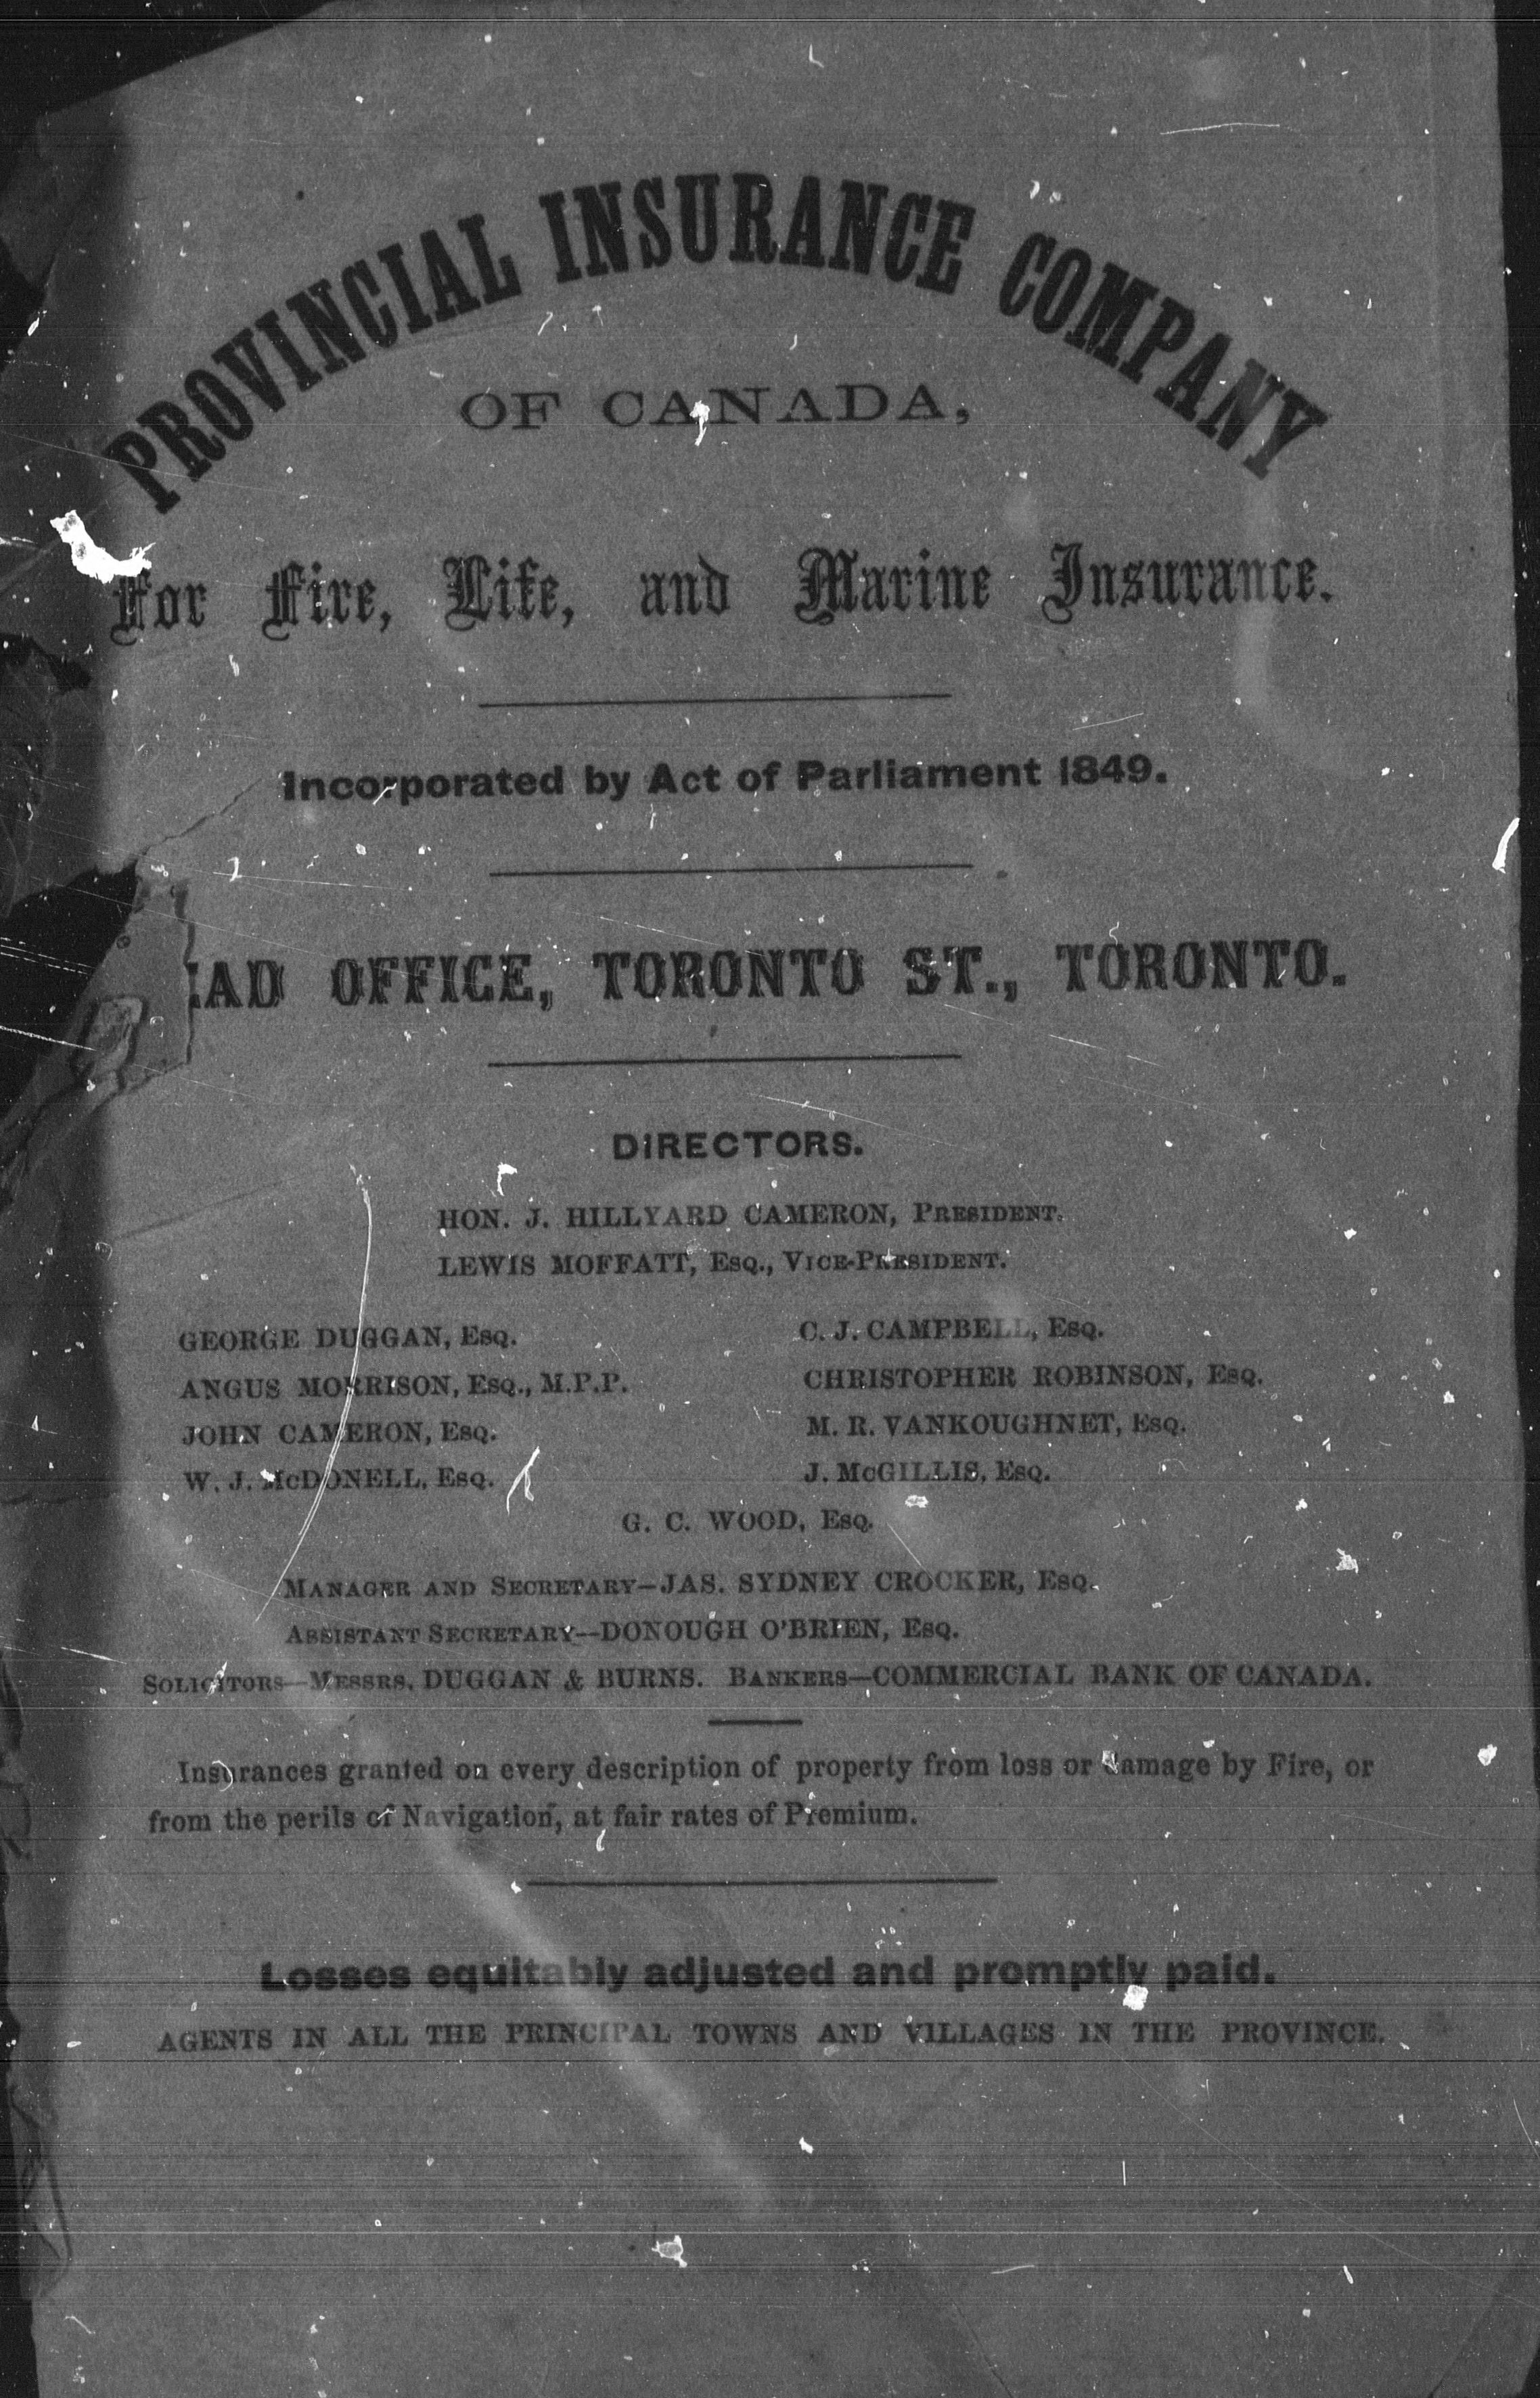 PROVINCIAL INSURANCE COMPANY
OF CANADA,
For Fire, Life, and Marine Insurance.
Incorporated by Act of Parliament 1849.
EAD OFFICE, TORONTO ST., TORONTO.
DIRECTORS.
HON. J. HILLYARD CAMERON, PRESIDENT.
LEWIS MOFFATT, ESQ., VICE-PRESIDENT.
GEORGE DUGGAN, ESQ.
C. J. CAMPBELL, ESQ.
ANGUS MORRISON, ESQ., M.P.P.
CHRISTOPHER ROBINSON, ESQ.
JOHN CAMERON, ESQ.
M. R. VANKOUGHNET, ESQ.
W. J. McDONELL, ESQ.
J. McGILLIS, ESQ.
G. C. WOOD, ESQ.
MANAGER AND SECRETARY—JAS. SYDNEY CROCKER, ESQ.
ASSISTANT SECRETARY—DONOUGH O'BRIEN, ESQ.
SOLICITORS—MESSRS. DUGGAN & BURNS. BANKERS—COMMERCIAL BANK OF CANADA.
Insurances granted on every description of property from loss or damage by Fire, or
from the perils of Navigation, at fair rates of Premium.
Losses equitably adjusted and promptly paid.
AGENTS IN ALL THE PRINCIPAL TOWNS AND VILLAGES IN THE PROVINCE.